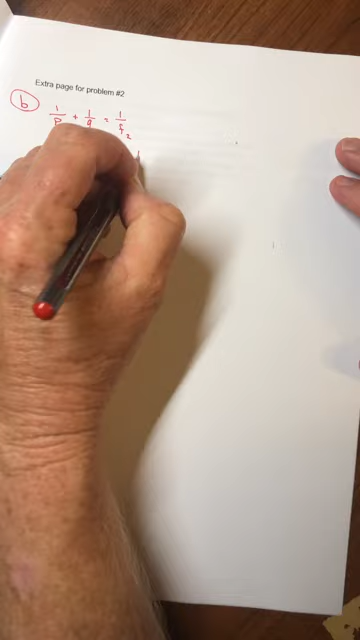 Extra page for problem #2
b
1/p + 1/q = 1/f₂